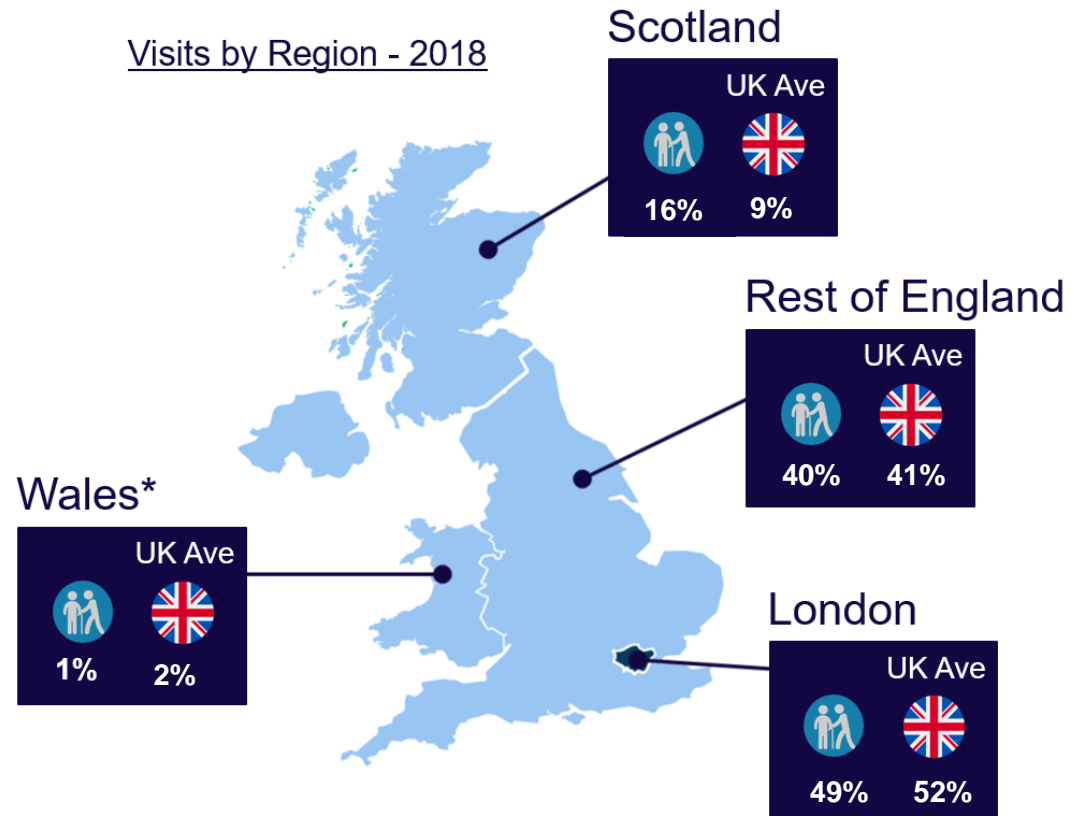 Visits by Region - 2018
Scotland
UK Ave
16% 9%
Rest of England
UK Ave
40% 41%
Wales*
UK Ave
1% 2%
London
UK Ave
49% 52%